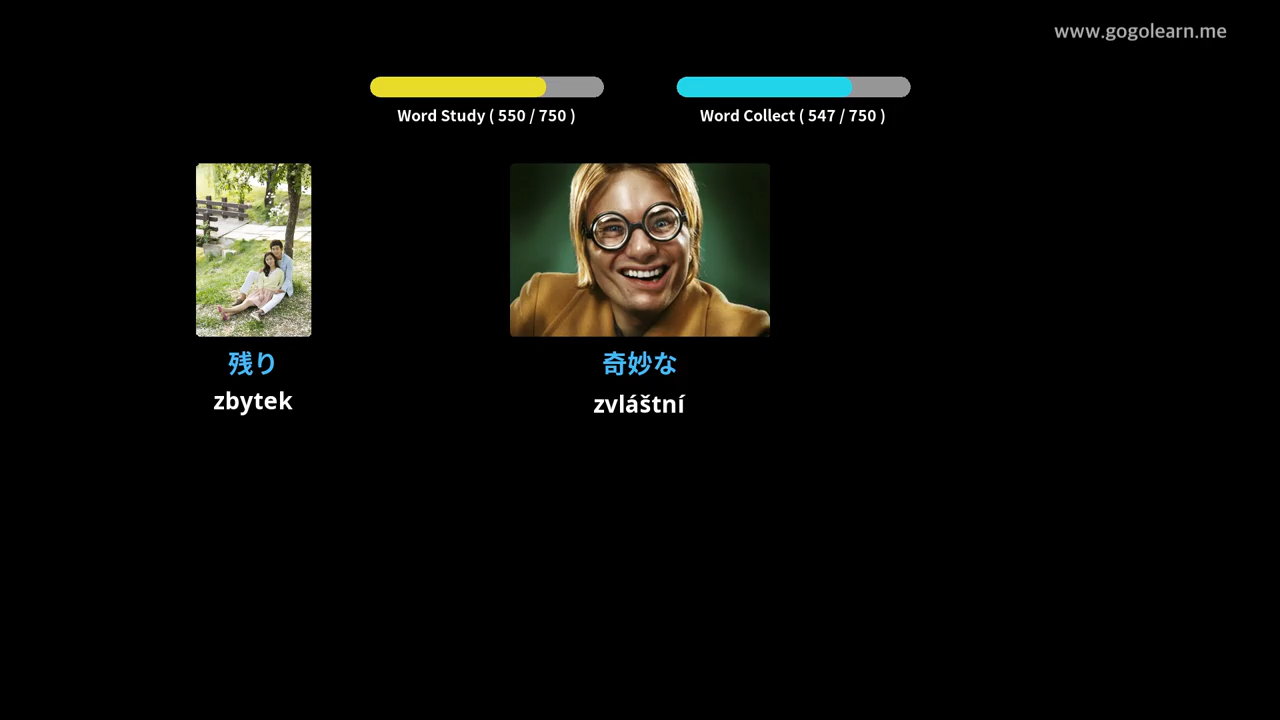 www.gogolearn.me
Word Study ( 550 / 750 )
Word Collect ( 547 / 750 )
残り
zbytek
奇妙な
zvláštní